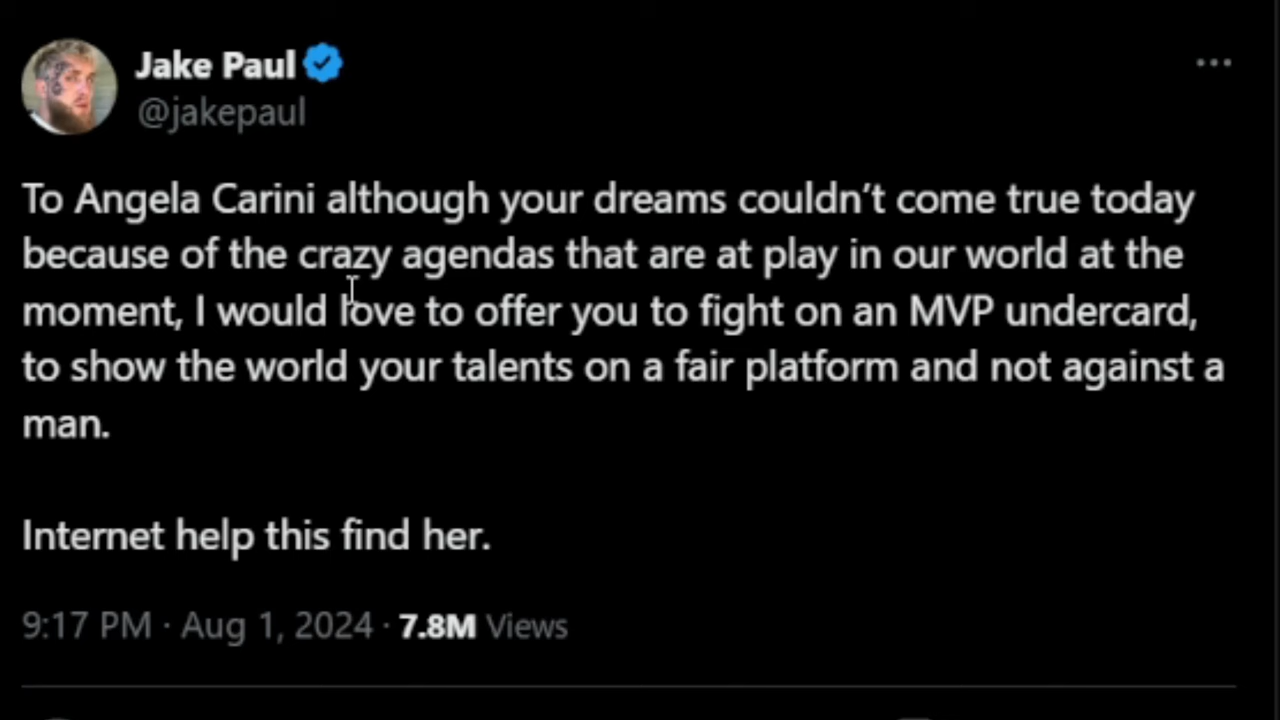 Jake Paul
@jakepaul
To Angela Carini although your dreams couldn’t come true today
because of the crazy agendas that are at play in our world at the
moment, I would love to offer you to fight on an MVP undercard,
to show the world your talents on a fair platform and not against a
man.
Internet help this find her.
9:17 PM · Aug 1, 2024 · 7.8M Views